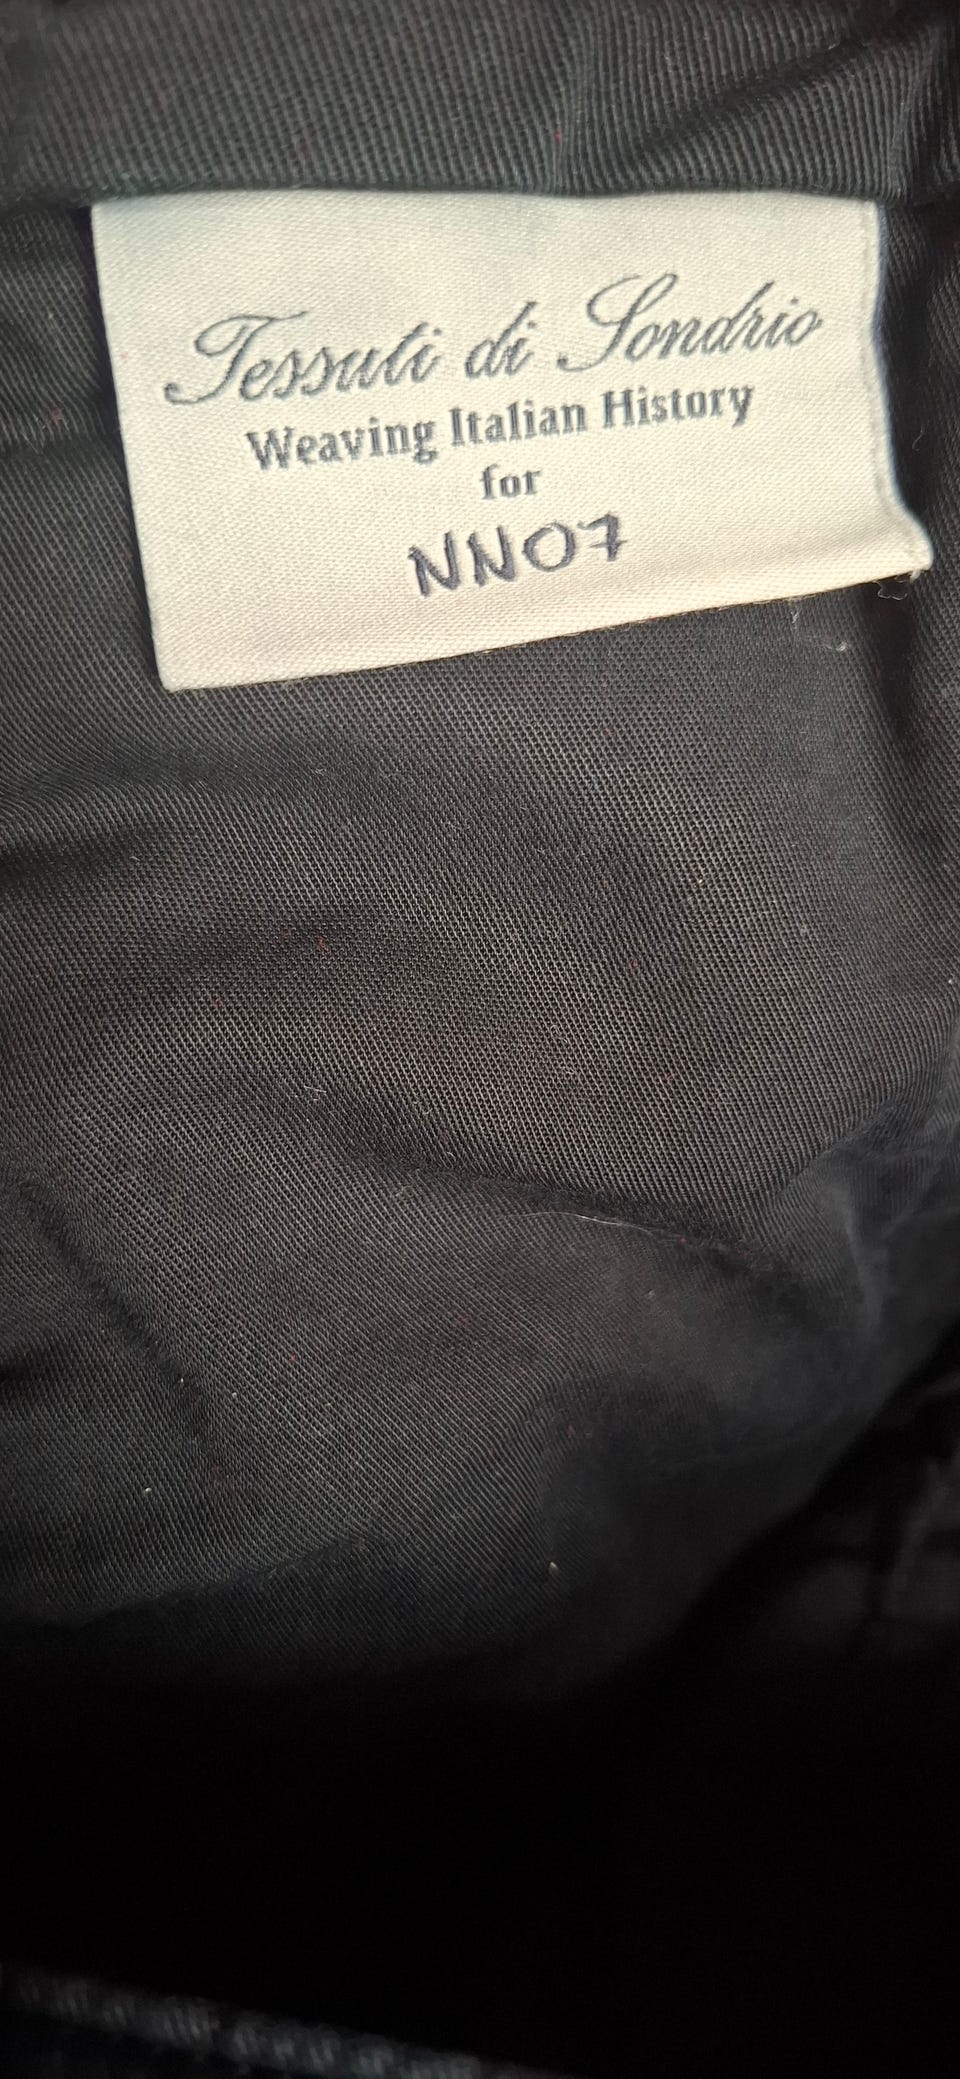 Tessuti di Sondrio
Weaving Italian History
for
NN07